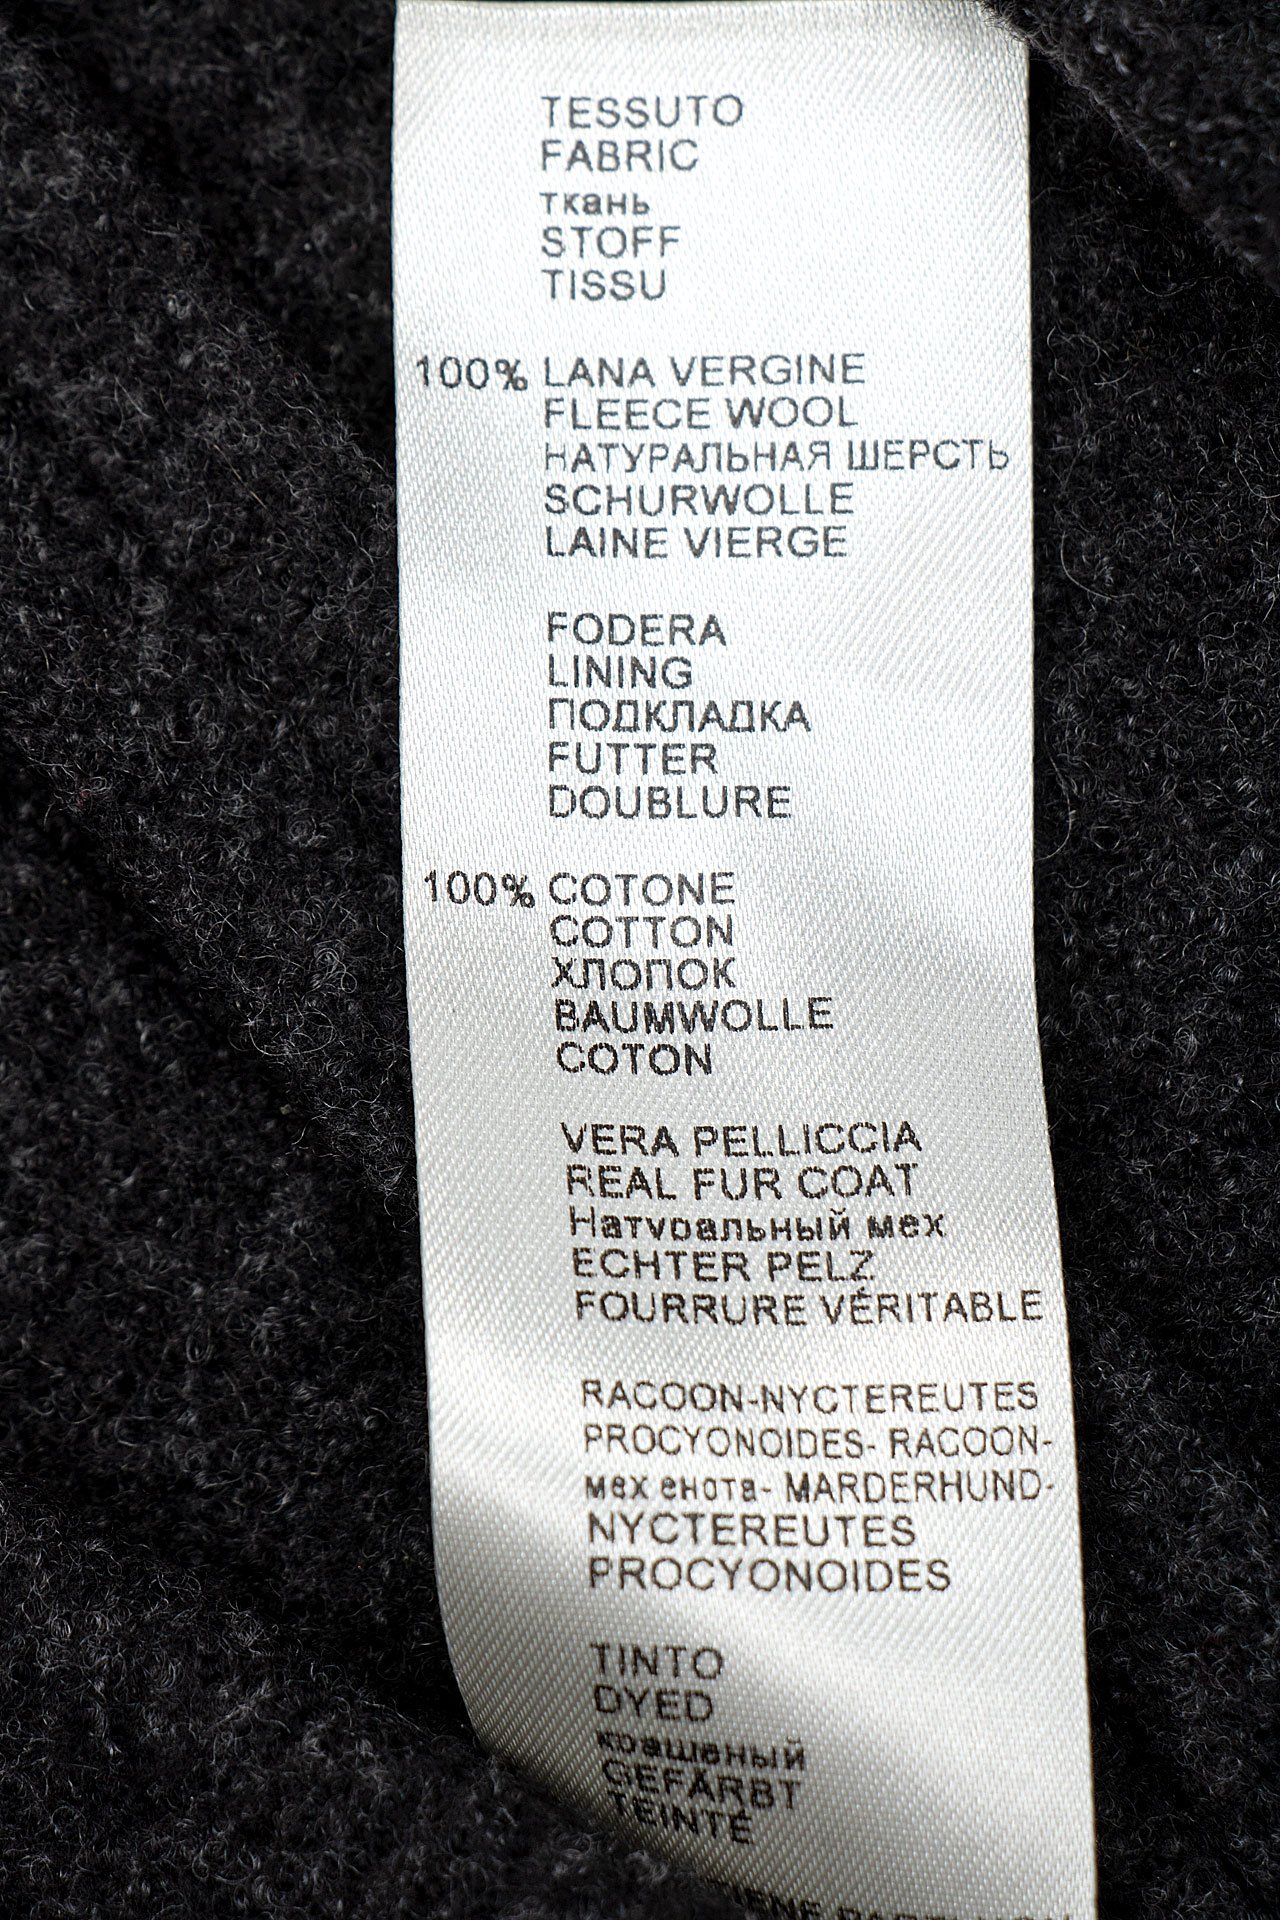 TESSUTO
FABRIC
ткань
STOFF
TISSU
100% LANA VERGINE
FLEECE WOOL
НАТУРАЛЬНАЯ ШЕРСТЬ
SCHURWOLLE
LAINE VIERGE
FODERA
LINING
ПОДКЛАДКА
FUTTER
DOUBLURE
100% COTONE
COTTON
ХЛОПОК
BAUMWOLLE
COTON
VERA PELLICCIA
REAL FUR COAT
Натуральный мех
ECHTER PELZ
FOURRURE VÉRITABLE
RACOON-NYCTEREUTES
PROCYONOIDES- RACOON-
мех енота- MARDERHUND-
NYCTEREUTES
PROCYONOIDES
TINTO
DYED
крашеный
GEFÄRBT
TEINTÉ